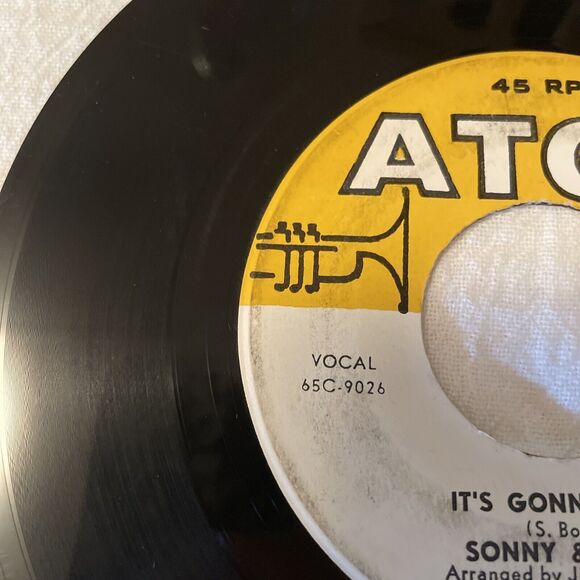 45 RP
ATC
VOCAL
65C-9026
IT'S GONN
(S. Bo
SONNY &
Arranged by